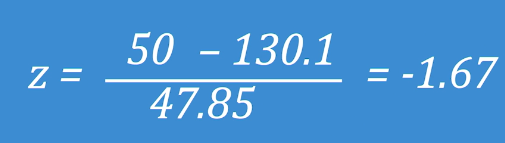 z = 50 – 130.1 / 47.85 = -1.67